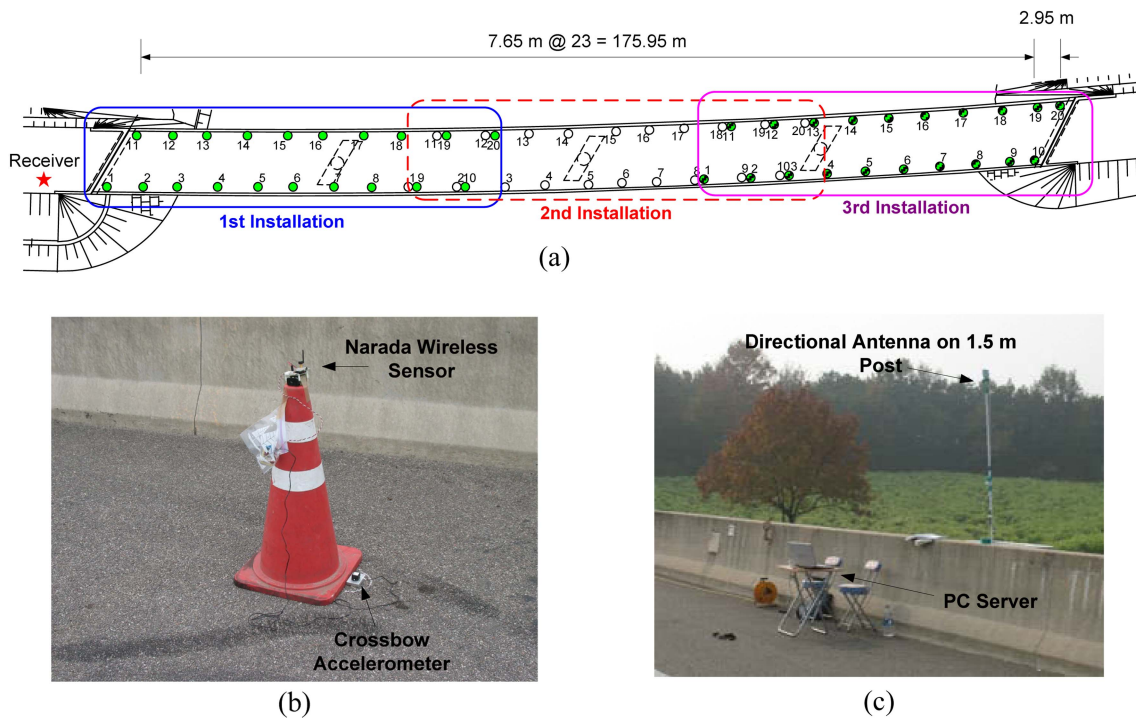 2.95 m
7.65 m @ 23 = 175.95 m
11 12 13 14 15 16 17 18 11 19 12 20 13 14 15 16 17 18 11 19 12 20 13 14 15 16 17 18 19 20
Receiver
1 2 3 4 5 6 7 8 1 9 2 10 3 4 5 6 7 8 1 9 2 10 3 4 5 6 7 8 9 10
1st Installation
2nd Installation
3rd Installation
(a)
Narada Wireless
Sensor
Crossbow
Accelerometer
(b)
Directional Antenna on 1.5 m
Post
PC Server
(c)